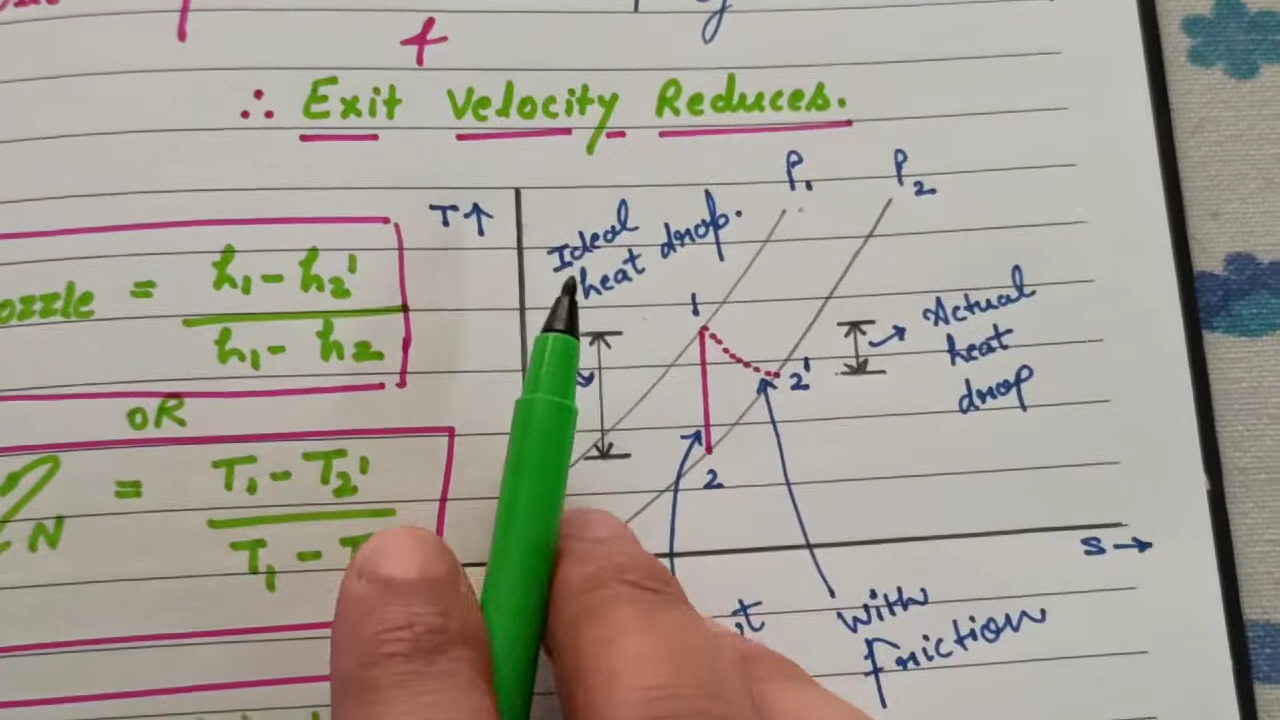 ∴ Exit Velocity Reduces.
P₁
P₂
T↑
Ideal
heat drop.
h₁ - h₂'
=
h₁ - h₂
OR
η_N = T₁ - T₂'
T₁ -
1
2'
2
Actual
heat
drop
S→
With
friction